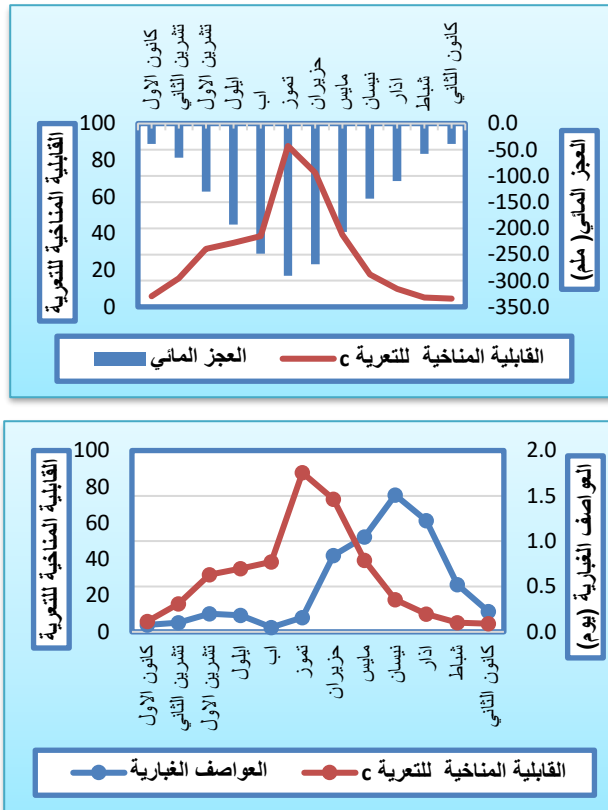 كانون الثاني
شباط
اذار
نيسان
مايس
حزيران
تموز
اب
ايلول
تشرين الاول
تشرين الثاني
كانون الاول
العجز المائي( ملم)
0.0
-50.0
-100.0
-150.0
-200.0
-250.0
-300.0
-350.0
القابلية المناخية للتعرية
100
80
60
40
20
0
العجز المائي
القابلية المناخية للتعرية c
العواصف الغبارية (يوم)
2.0
1.5
1.0
0.5
0.0
القابلية المناخية للتعرية
100
80
60
40
20
0
كانون الثاني
شباط
اذار
نيسان
مايس
حزيران
تموز
اب
ايلول
تشرين الاول
تشرين الثاني
كانون الاول
العواصف الغبارية
القابلية المناخية للتعرية c